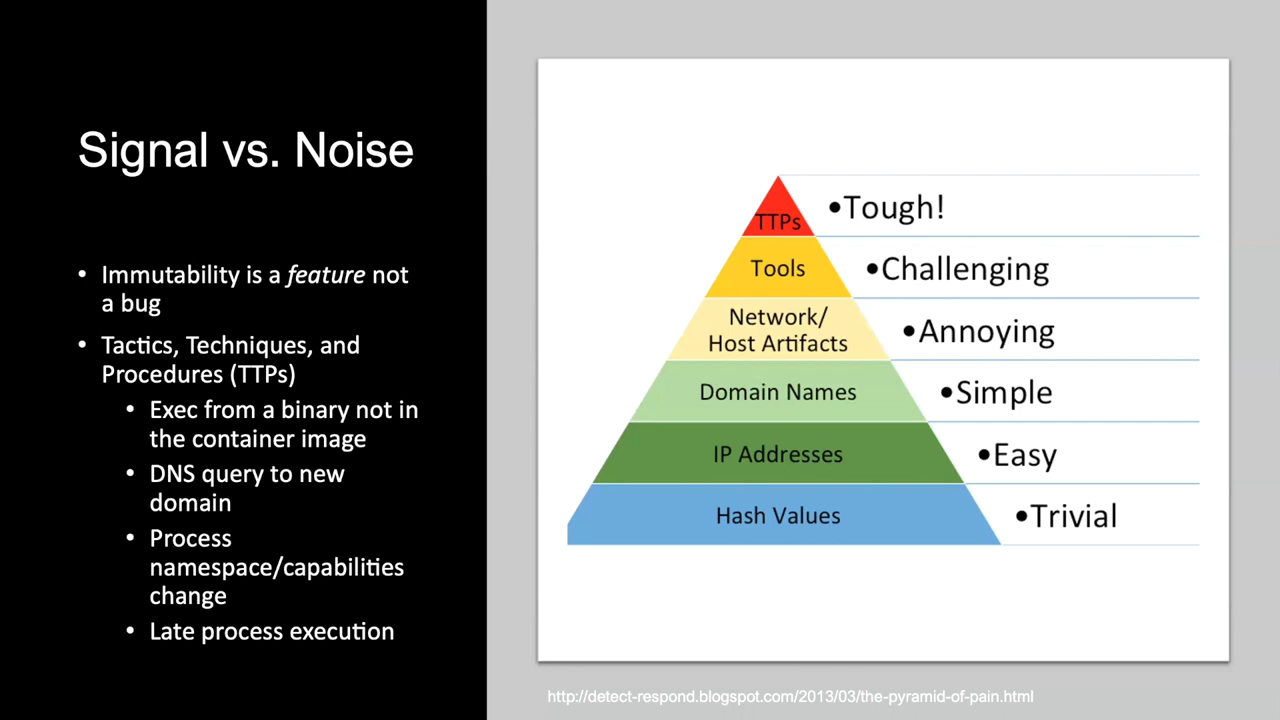 Signal vs. Noise
• Immutability is a feature not
a bug
• Tactics, Techniques, and
Procedures (TTPs)
• Exec from a binary not in
the container image
• DNS query to new
domain
• Process
namespace/capabilities
change
• Late process execution
TTPs
•Tough!
Tools
•Challenging
Network/
Host Artifacts
•Annoying
Domain Names
•Simple
IP Addresses
•Easy
Hash Values
•Trivial
http://detect-respond.blogspot.com/2013/03/the-pyramid-of-pain.html